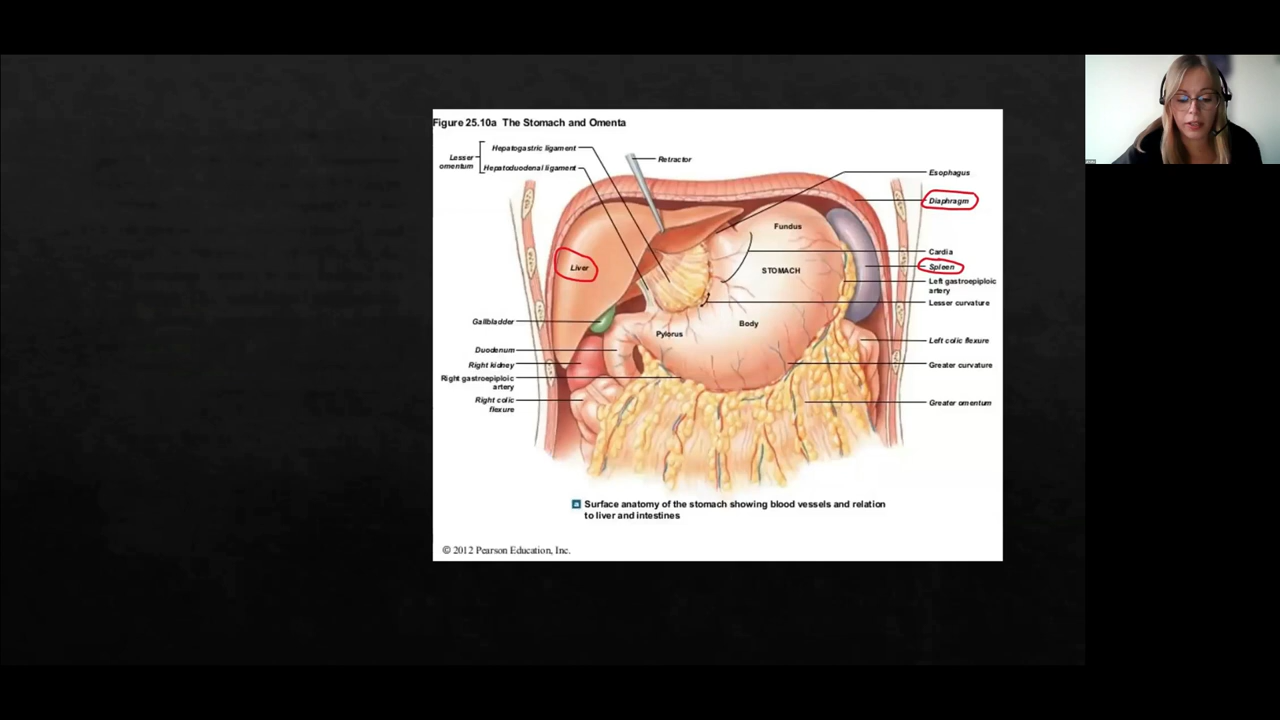 Figure 25.10a The Stomach and Omenta
Lesser
omentum
Hepatogastric ligament
Hepatoduodenal ligament
Retractor
Esophagus
Diaphragm
Fundus
Cardia
Liver
STOMACH
Spleen
Left gastroepiploic
artery
Lesser curvature
Gallbladder
Body
Pylorus
Left colic flexure
Duodenum
Right kidney
Greater curvature
Right gastroepiploic
artery
Right colic
flexure
Greater omentum
a Surface anatomy of the stomach showing blood vessels and relation
to liver and intestines
© 2012 Pearson Education, Inc.